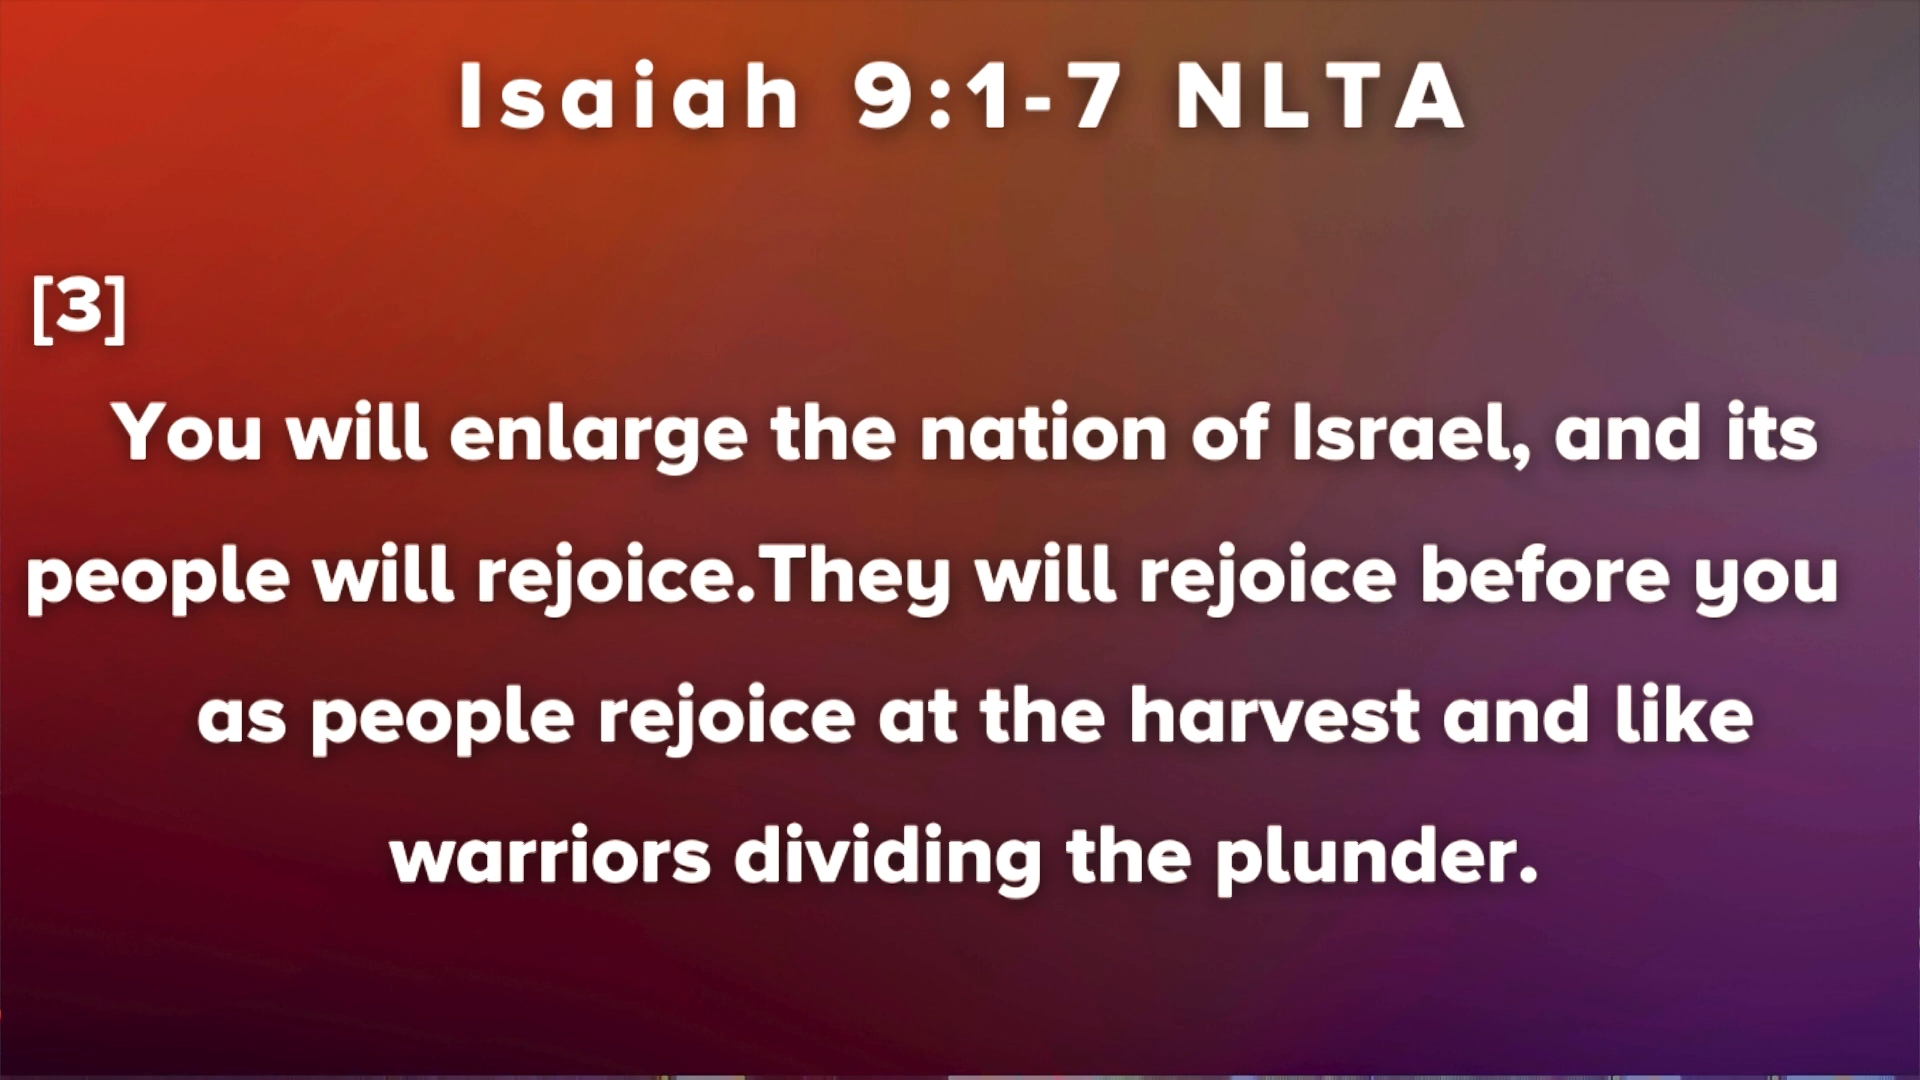 Isaiah 9:1-7 NLTA
[3]
You will enlarge the nation of Israel, and its
people will rejoice.They will rejoice before you
as people rejoice at the harvest and like
warriors dividing the plunder.